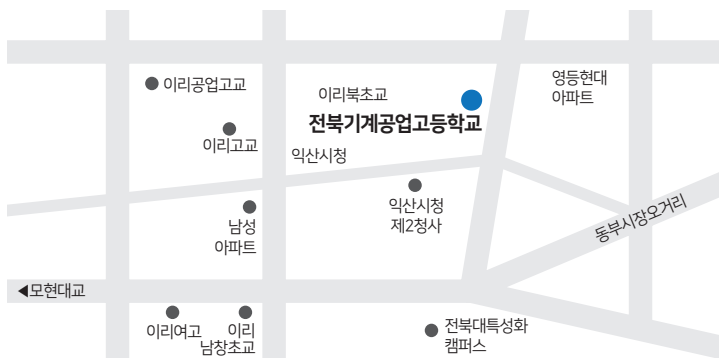 이리공업고교
이리북초교
영등현대
아파트
전북기계공업고등학교
이리고교
익산시청
익산시청
제2청사
남성
아파트
동부시장오거리
◀모현대교
이리여고
이리
남창초교
전북대특성화
캠퍼스